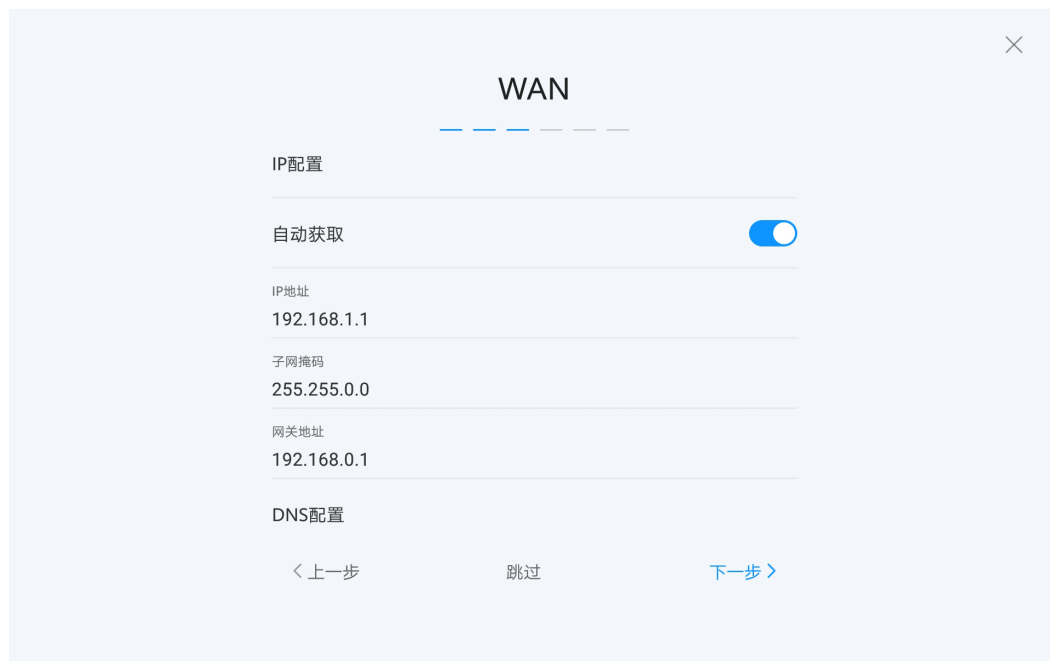 WAN
IP配置
自动获取
IP地址
192.168.1.1
子网掩码
255.255.0.0
网关地址
192.168.0.1
DNS配置
上一步 跳过 下一步